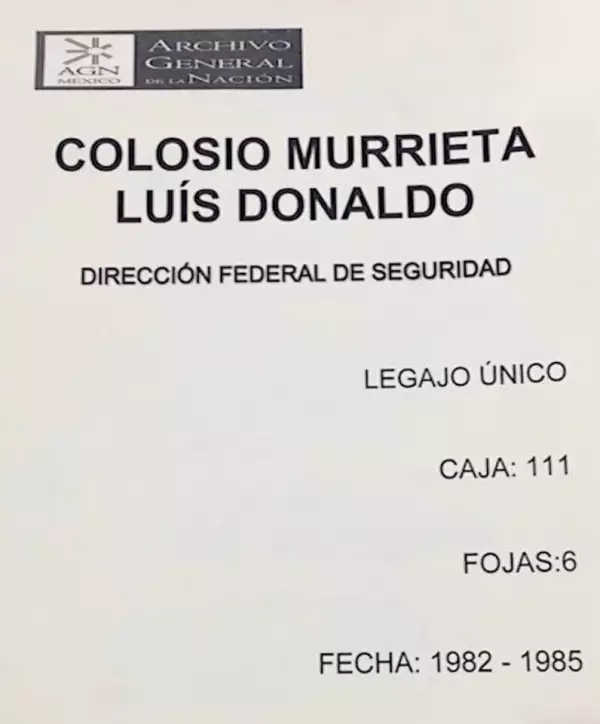 AGN
MÉXICO
ARCHIVO
GENERAL
DE LA NACIÓN
COLOSIO MURRIETA
LUÍS DONALDO
DIRECCIÓN FEDERAL DE SEGURIDAD
LEGAJO ÚNICO
CAJA: 111
FOJAS:6
FECHA: 1982 - 1985